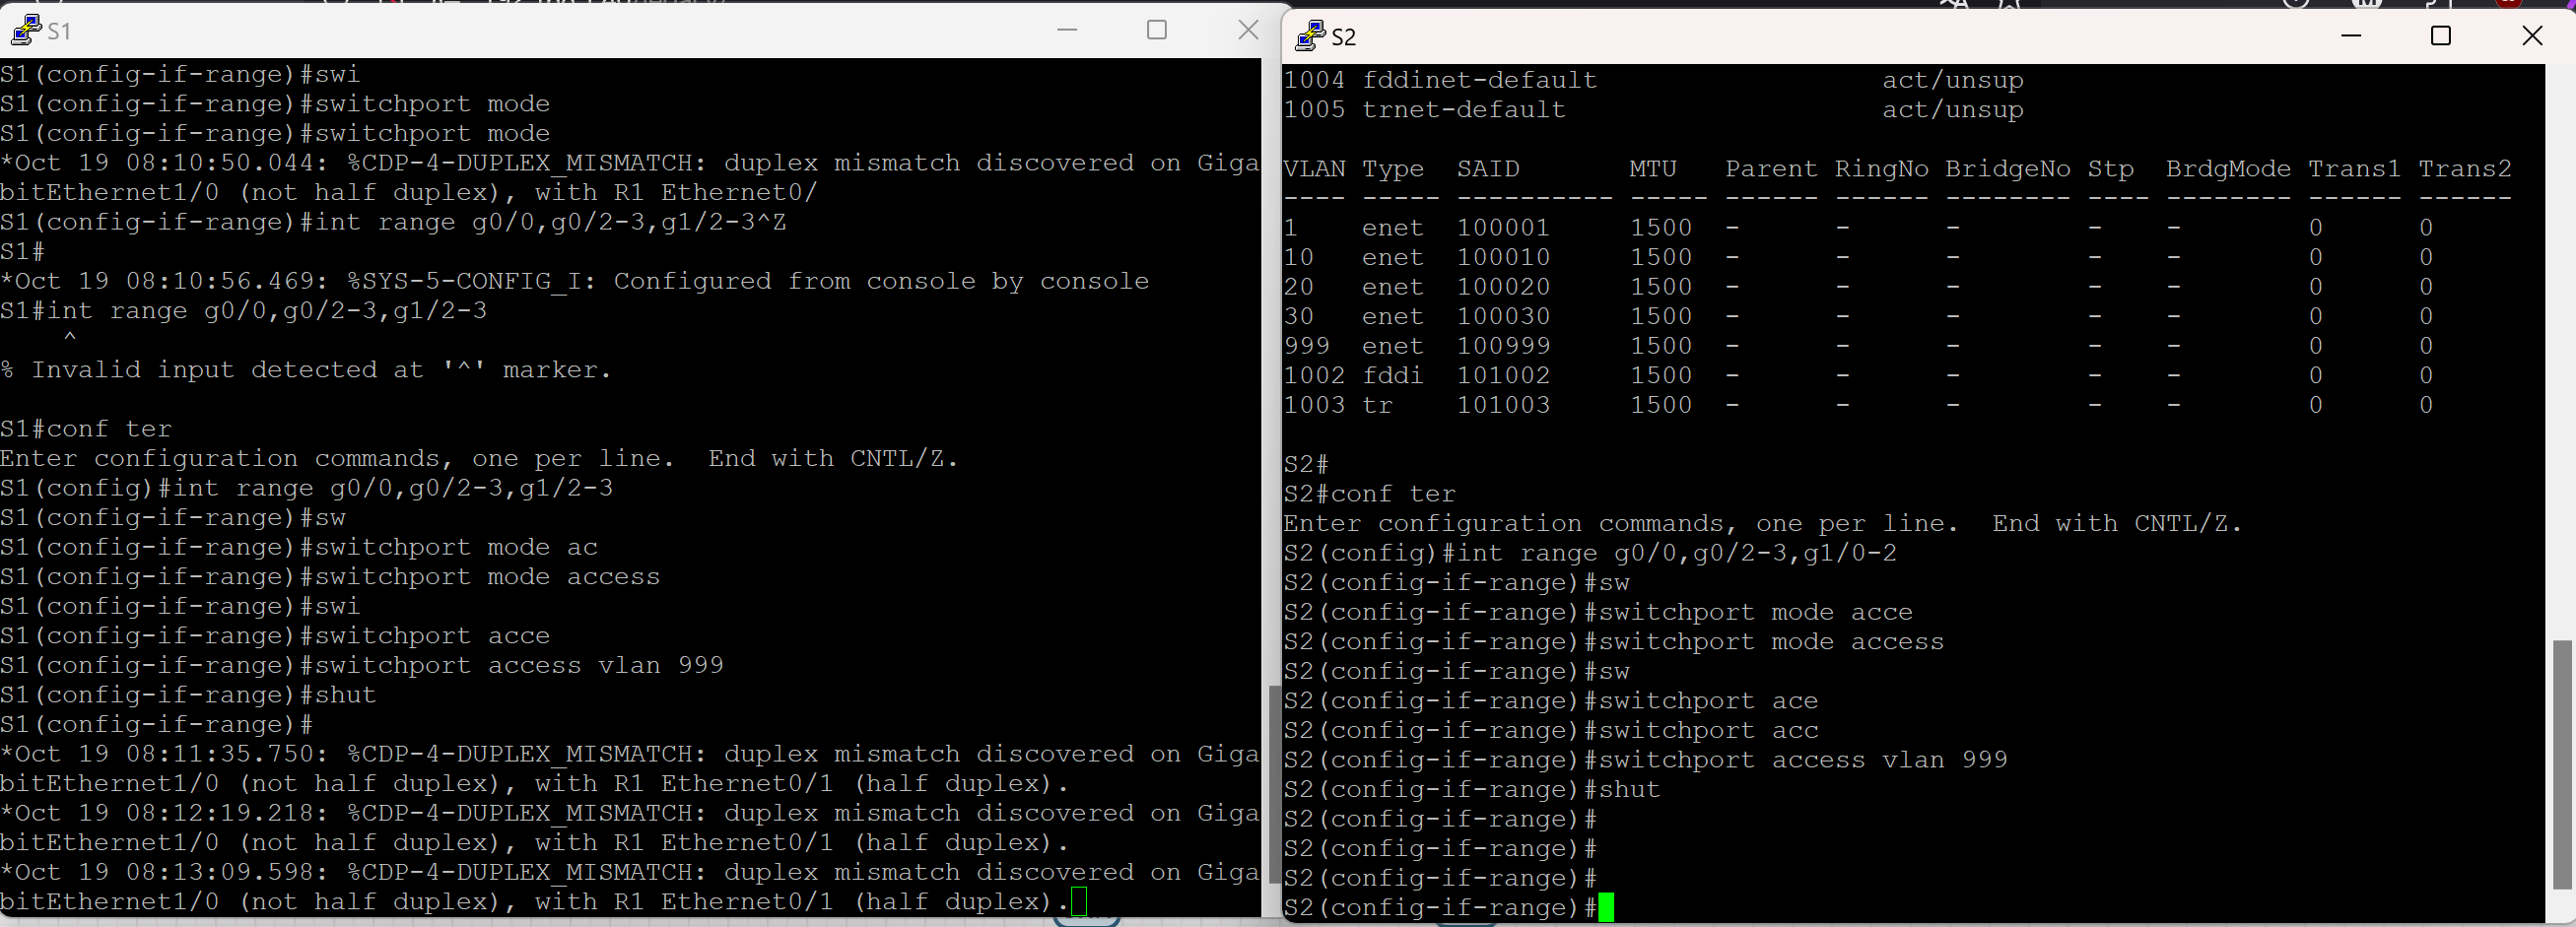 S1
S1(config-if-range)#swi
S1(config-if-range)#switchport mode
S1(config-if-range)#switchport mode
*Oct 19 08:10:50.044: %CDP-4-DUPLEX_MISMATCH: duplex mismatch discovered on Giga
bitEthernet1/0 (not half duplex), with R1 Ethernet0/
S1(config-if-range)#int range g0/0,g0/2-3,g1/2-3^Z
S1#
*Oct 19 08:10:56.469: %SYS-5-CONFIG_I: Configured from console by console
S1#int range g0/0,g0/2-3,g1/2-3
^
% Invalid input detected at '^' marker.
S1#conf ter
Enter configuration commands, one per line.  End with CNTL/Z.
S1(config)#int range g0/0,g0/2-3,g1/2-3
S1(config-if-range)#sw
S1(config-if-range)#switchport mode ac
S1(config-if-range)#switchport mode access
S1(config-if-range)#swi
S1(config-if-range)#switchport acce
S1(config-if-range)#switchport access vlan 999
S1(config-if-range)#shut
S1(config-if-range)#
*Oct 19 08:11:35.750: %CDP-4-DUPLEX_MISMATCH: duplex mismatch discovered on Giga
bitEthernet1/0 (not half duplex), with R1 Ethernet0/1 (half duplex).
*Oct 19 08:12:19.218: %CDP-4-DUPLEX_MISMATCH: duplex mismatch discovered on Giga
bitEthernet1/0 (not half duplex), with R1 Ethernet0/1 (half duplex).
*Oct 19 08:13:09.598: %CDP-4-DUPLEX_MISMATCH: duplex mismatch discovered on Giga
bitEthernet1/0 (not half duplex), with R1 Ethernet0/1 (half duplex).
S2
1004 fddinet-default                  act/unsup
1005 trnet-default                    act/unsup
VLAN Type  SAID       MTU   Parent RingNo BridgeNo Stp  BrdgMode Trans1 Trans2
---- ----- ---------- ----- ------ ------ -------- ---- -------- ------ ------
1    enet  100001     1500  -      -      -        -    -        0      0
10   enet  100010     1500  -      -      -        -    -        0      0
20   enet  100020     1500  -      -      -        -    -        0      0
30   enet  100030     1500  -      -      -        -    -        0      0
999  enet  100999     1500  -      -      -        -    -        0      0
1002 fddi  101002     1500  -      -      -        -    -        0      0
1003 tr    101003     1500  -      -      -        -    -        0      0
S2#
S2#conf ter
Enter configuration commands, one per line.  End with CNTL/Z.
S2(config)#int range g0/0,g0/2-3,g1/0-2
S2(config-if-range)#sw
S2(config-if-range)#switchport mode acce
S2(config-if-range)#switchport mode access
S2(config-if-range)#sw
S2(config-if-range)#switchport ace
S2(config-if-range)#switchport acc
S2(config-if-range)#switchport access vlan 999
S2(config-if-range)#shut
S2(config-if-range)#
S2(config-if-range)#
S2(config-if-range)#
S2(config-if-range)#